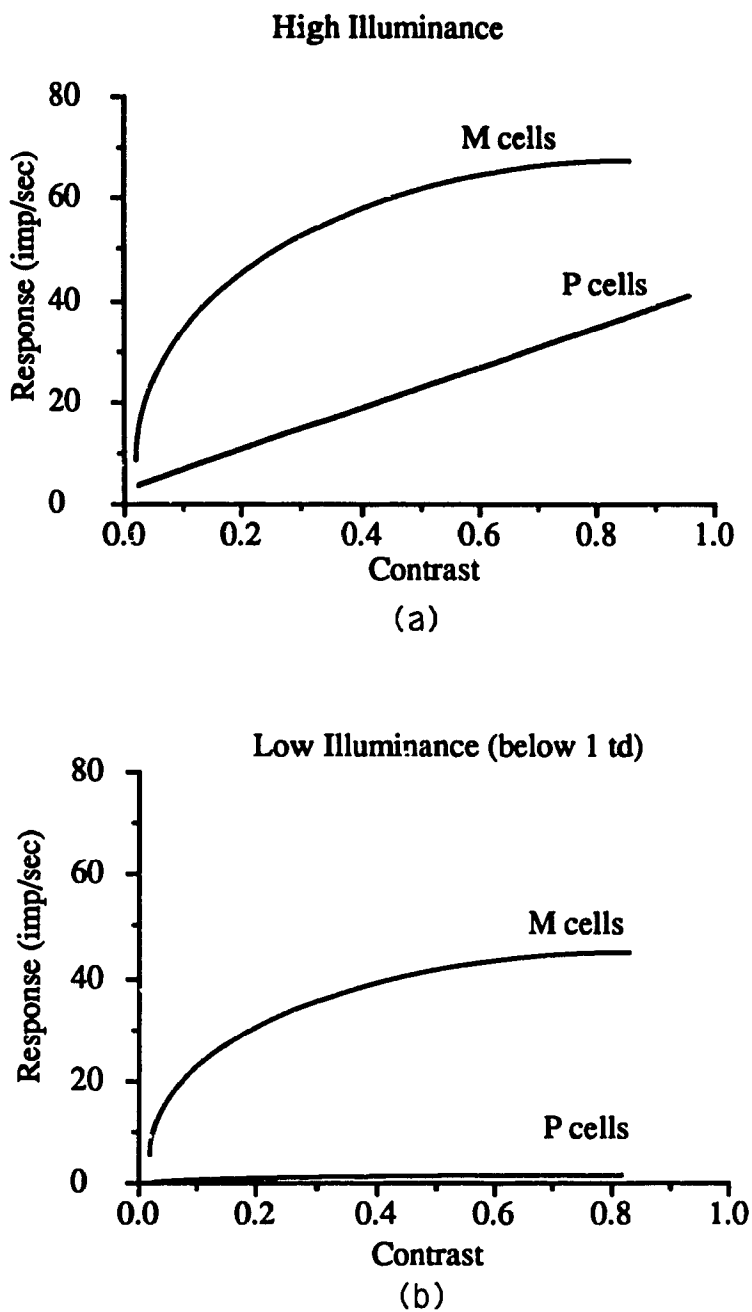 High Illuminance
80
60
40
20
0
Response (imp/sec)
M cells
P cells
0.0 0.2 0.4 0.6 0.8 1.0
Contrast
(a)
Low Illuminance (below 1 td)
80
60
40
20
0
Response (imp/sec)
M cells
P cells
0.0 0.2 0.4 0.6 0.8 1.0
Contrast
(b)